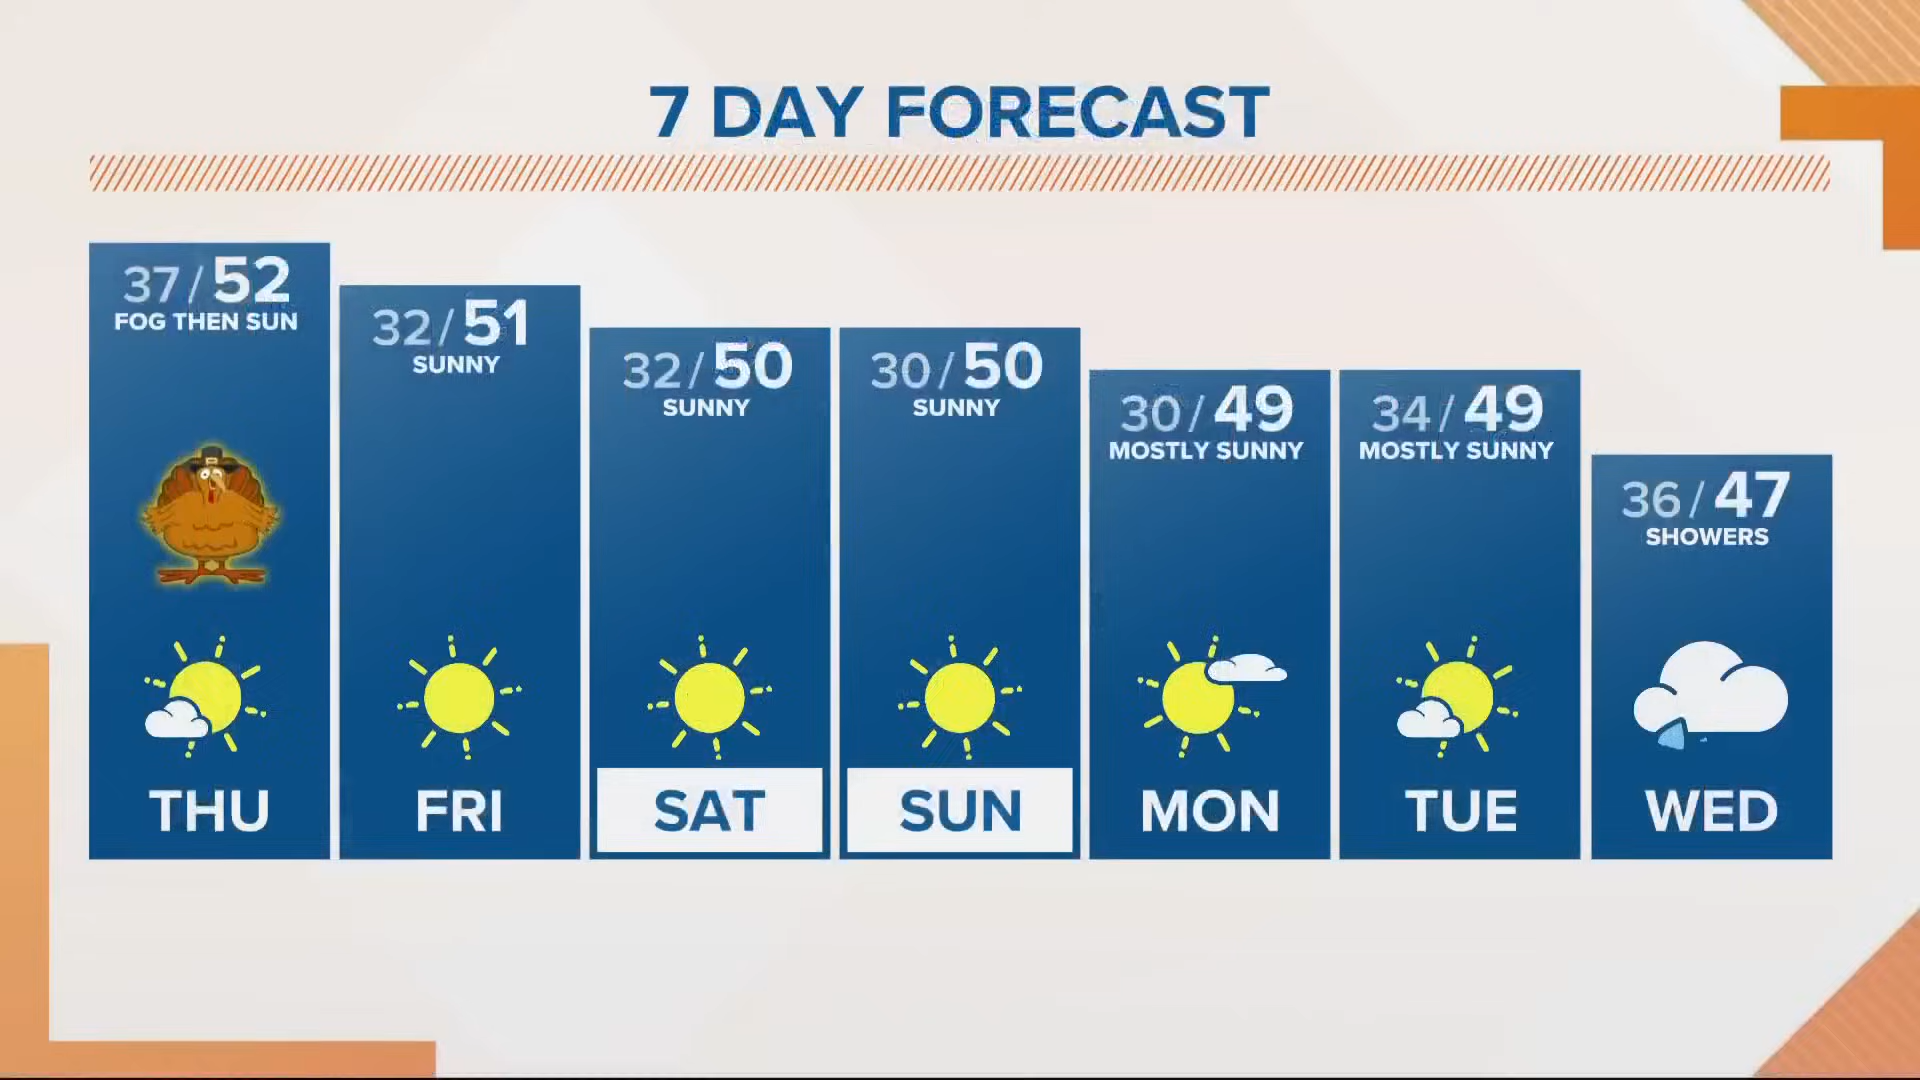 7 DAY FORECAST
37/52
FOG THEN SUN
THU
32/51
SUNNY
FRI
32/50
SUNNY
SAT
30/50
SUNNY
SUN
30/49
MOSTLY SUNNY
MON
34/49
MOSTLY SUNNY
TUE
36/47
SHOWERS
WED